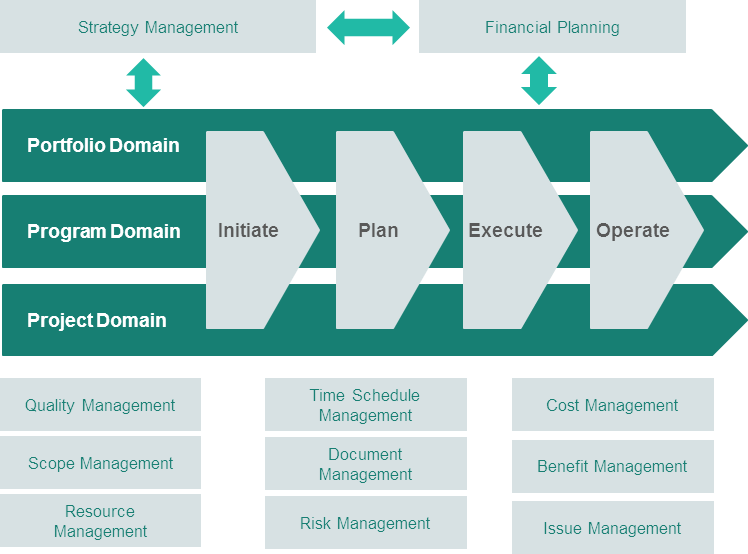 Strategy Management
Financial Planning
Portfolio Domain
Program Domain
Initiate
Plan
Execute
Operate
Project Domain
Quality Management
Time Schedule
Management
Cost Management
Scope Management
Document
Management
Benefit Management
Resource
Management
Risk Management
Issue Management